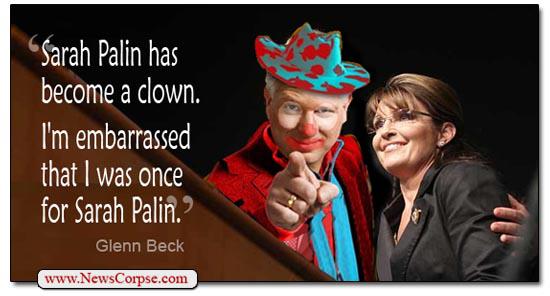 “Sarah Palin has
become a clown.
I'm embarrassed
that I was once
for Sarah Palin.”
Glenn Beck
www.NewsCorpse.com